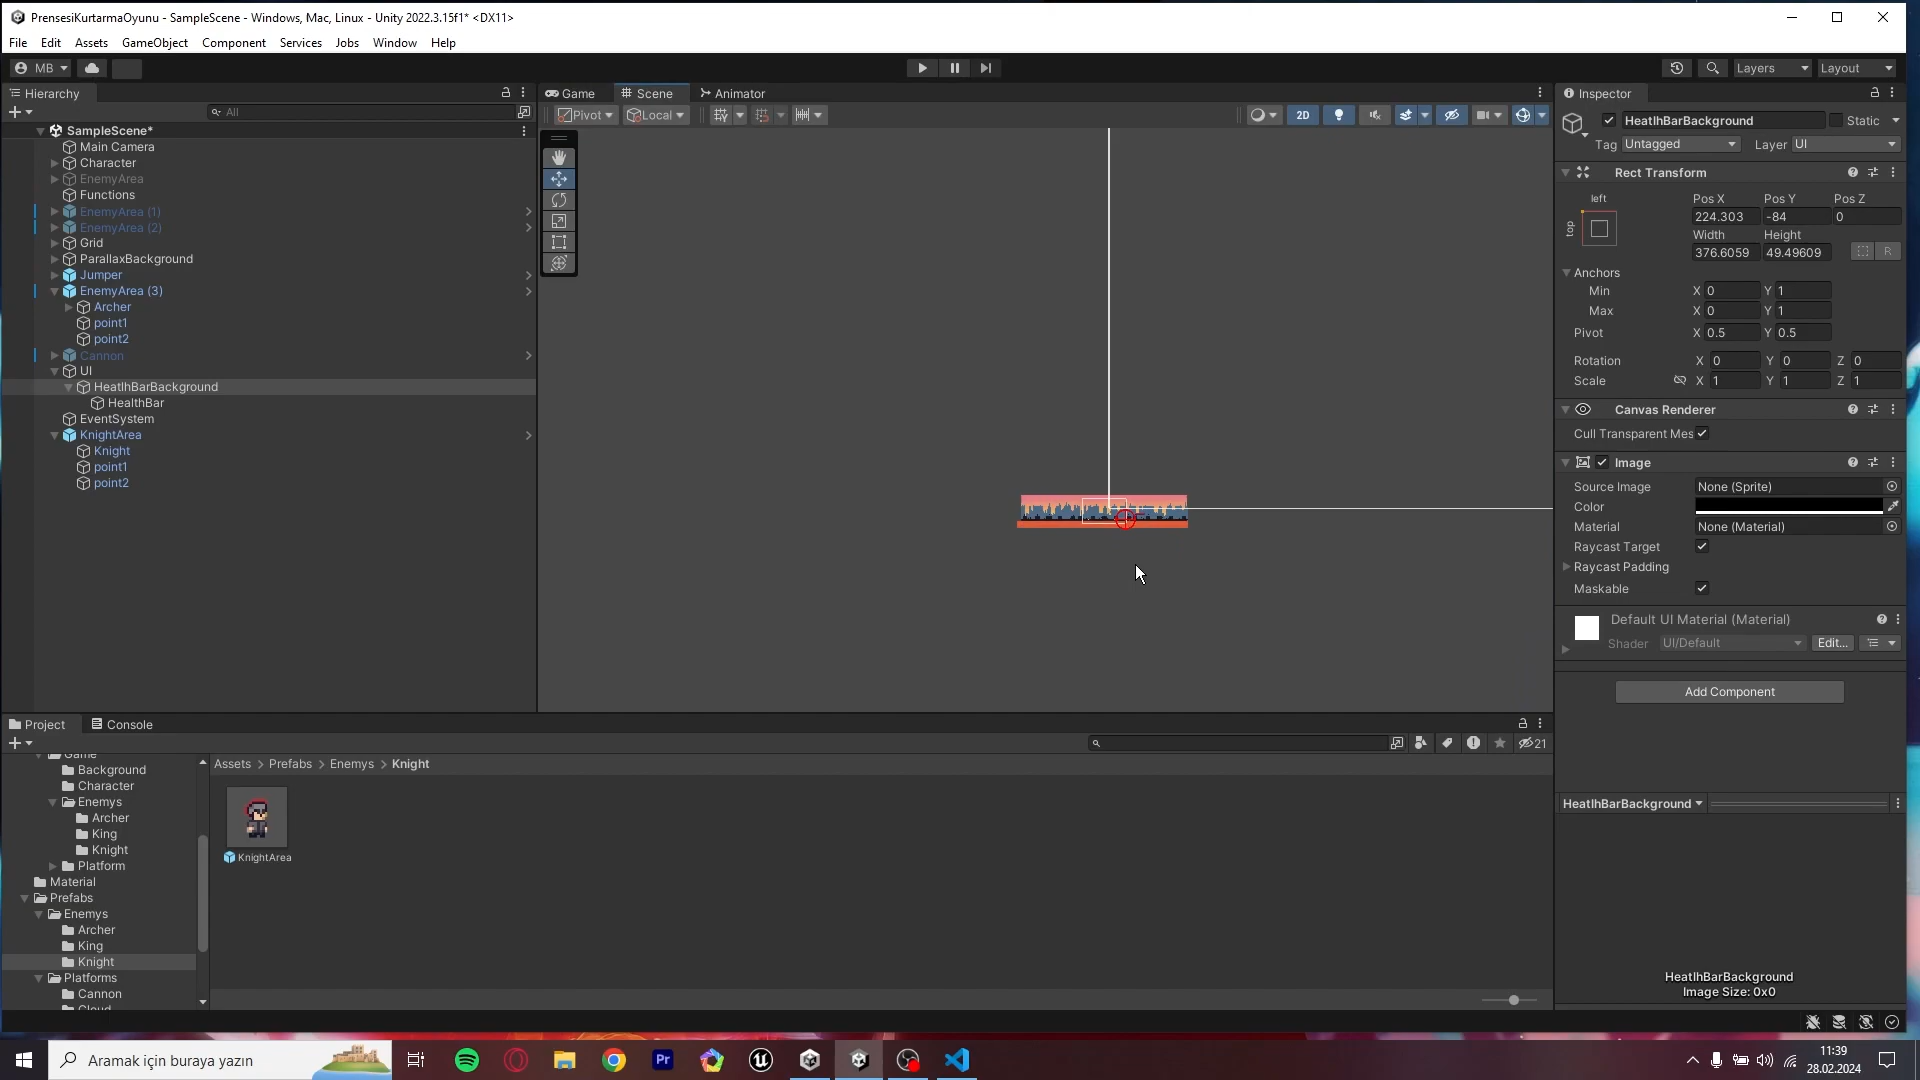 PrensesiKurtarmaOyunu - SampleScene - Windows, Mac, Linux - Unity 2022.3.15f1* <DX11>
File Edit Assets GameObject Component Services Jobs Window Help
MB Layers Layout
Hierarchy Game Scene Animator Inspector
All Pivot Local 2D
HeatlhBarBackground Static
SampleScene*
Main Camera
Tag Untagged Layer UI
Character
Rect Transform
EnemyArea
Functions
left Pos X Pos Y Pos Z
EnemyArea (1)
224.303 -84 0
EnemyArea (2)
top Width Height
Grid
376.6059 49.49609 R
ParallaxBackground
Jumper
Anchors
EnemyArea (3)
Min X 0 Y 1
Archer
Max X 0 Y 1
point1
point2
Pivot X 0.5 Y 0.5
Cannon
Rotation X 0 Y 0 Z 0
UI
Scale X 1 Y 1 Z 1
HeatlhBarBackground
HealthBar
Canvas Renderer
EventSystem
KnightArea
Cull Transparent Mes
Knight
Image
point1
point2
Source Image None (Sprite)
Color
Material None (Material)
Raycast Target
Raycast Padding
Maskable
Default UI Material (Material)
Shader UI/Default Edit...
Add Component
Project Console
21
Game
Assets > Prefabs > Enemys > Knight
Background
Character
Enemys
Archer
King
Knight
KnightArea
Platform
Material
Prefabs
Enemys
Archer
King
Knight
Platforms
Cannon
Cloud
HeatlhBarBackground
HeatlhBarBackground
Image Size: 0x0
Aramak için buraya yazın
Pr
11:39
28.02.2024